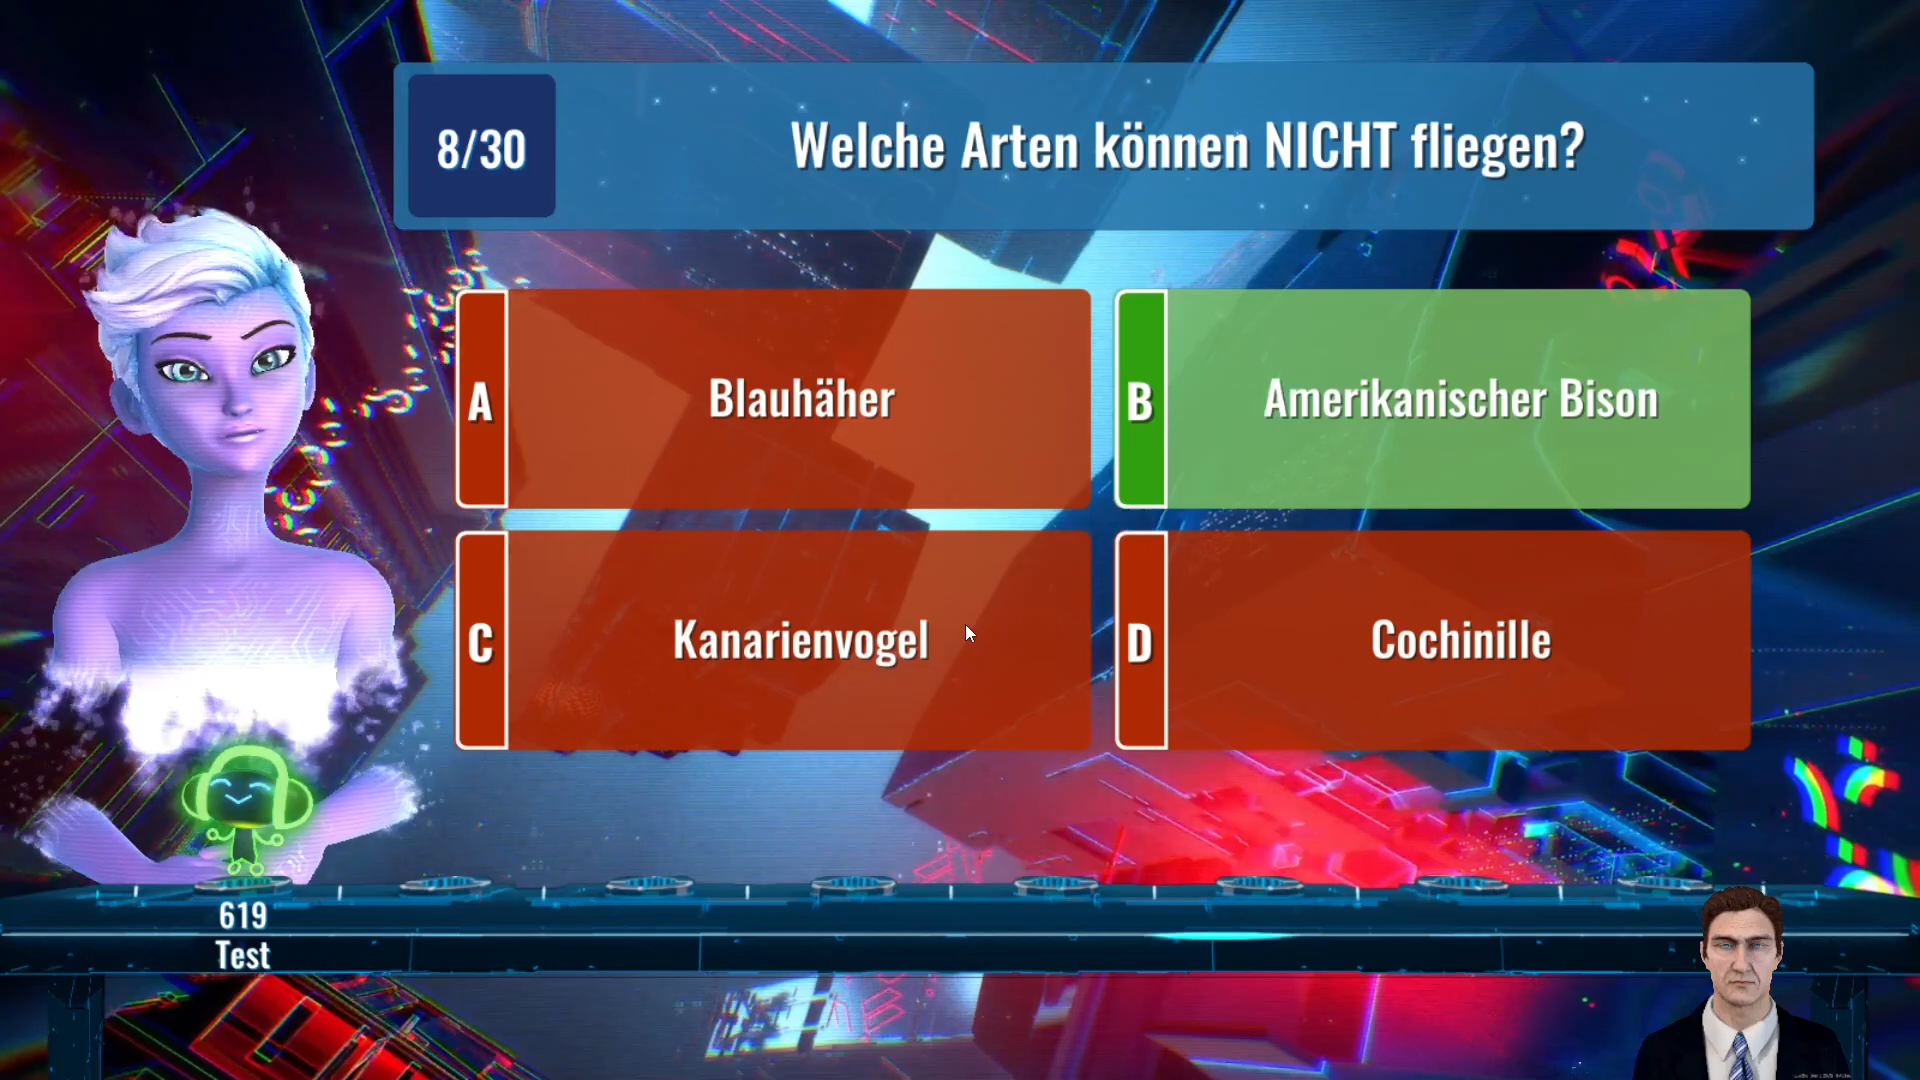 8/30
Welche Arten können NICHT fliegen?
A
Blauhäher
B
Amerikanischer Bison
C
Kanarienvogel
D
Cochinille
619
Test